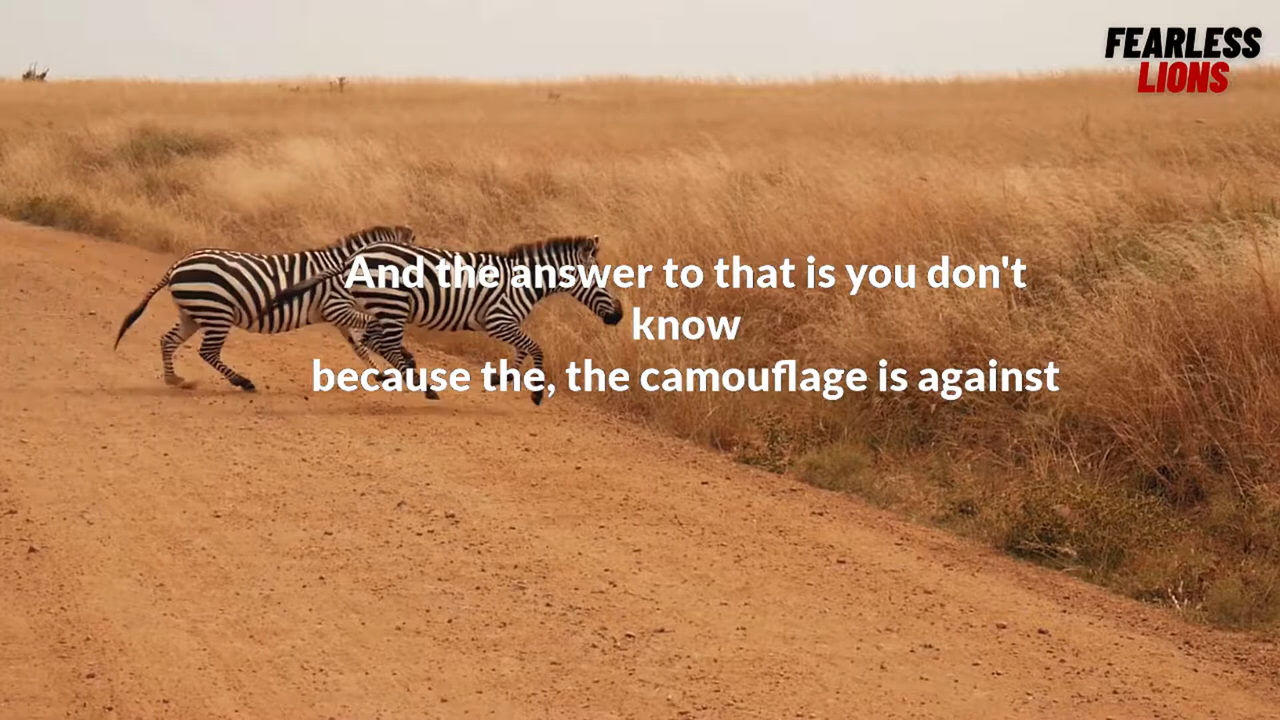 FEARLESS
LIONS
And the answer to that is you don't
know
because the, the camouflage is against